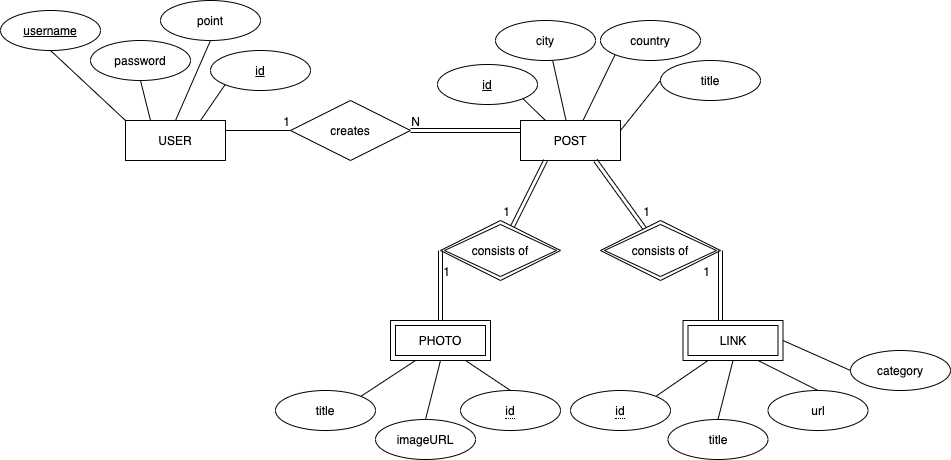 point
username
password
id
city
country
id
title
1
N
USER
creates
POST
1
1
consists of
consists of
1
1
PHOTO
LINK
category
title
id
id
url
imageURL
title